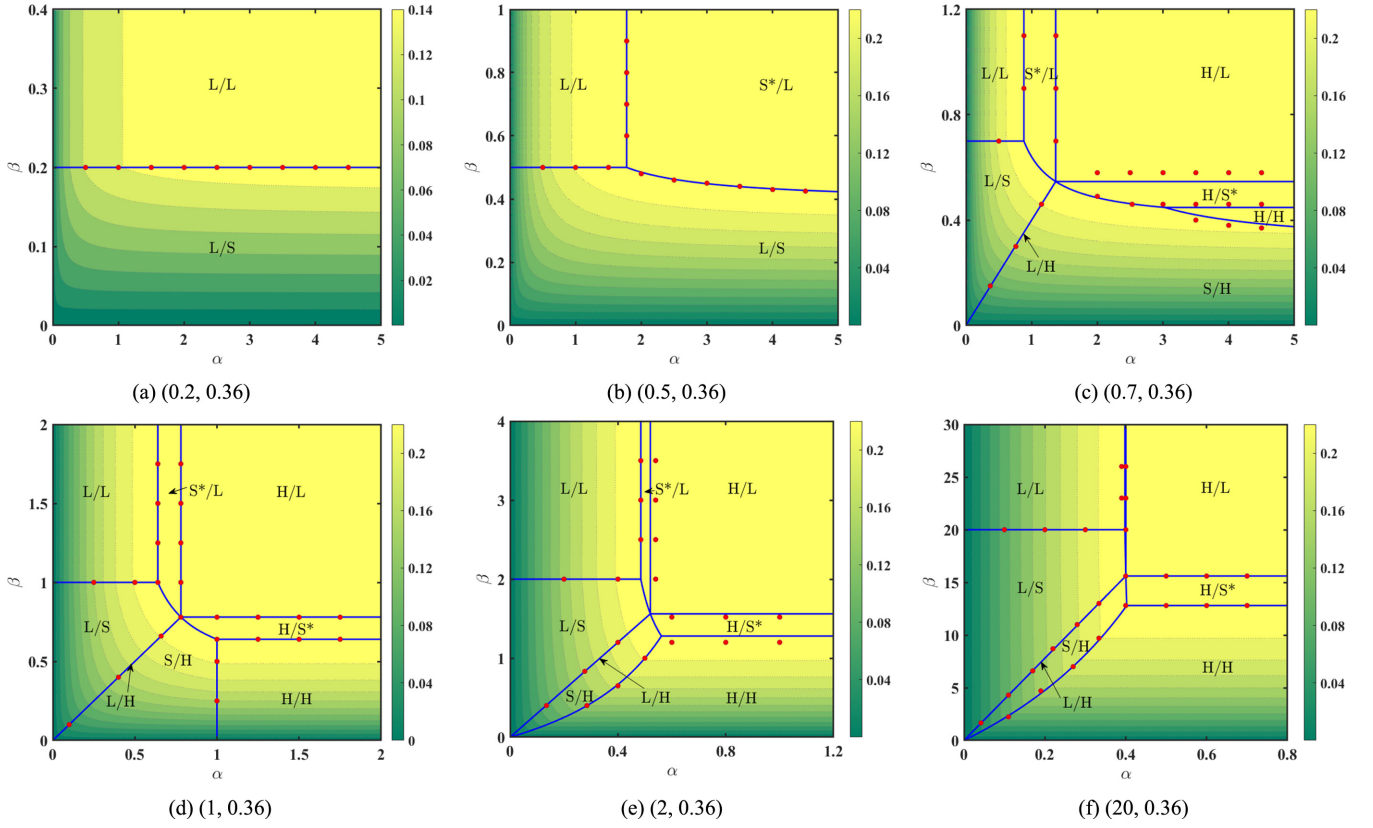 0.4
0.3
0.2
0.1
0
β
L/L
L/S
0 1 2 3 4 5
α
0.14
0.12
0.1
0.08
0.06
0.04
0.02
(a) (0.2, 0.36)
1
0.8
0.6
0.4
0.2
0
β
L/L
S*/L
L/S
0 1 2 3 4 5
α
0.2
0.16
0.12
0.08
0.04
(b) (0.5, 0.36)
1.2
0.8
0.4
0
β
L/L
S*/L
H/L
L/S
H/S*
H/H
L/H
S/H
0 1 2 3 4 5
α
0.2
0.16
0.12
0.08
0.04
(c) (0.7, 0.36)
2
1.5
1
0.5
0
β
L/L
S*/L
H/L
L/S
H/S*
S/H
L/H
H/H
0 0.5 1 1.5 2
α
0.2
0.16
0.12
0.08
0.04
0
(d) (1, 0.36)
4
3
2
1
0
β
L/L
S*/L
H/L
L/S
H/S*
S/H
L/H
H/H
0 0.4 0.8 1.2
α
0.2
0.16
0.12
0.08
0.04
(e) (2, 0.36)
30
25
20
15
10
5
0
β
L/L
H/L
L/S
H/S*
S/H
L/H
H/H
0 0.2 0.4 0.6 0.8
α
0.2
0.16
0.12
0.08
0.04
(f) (20, 0.36)